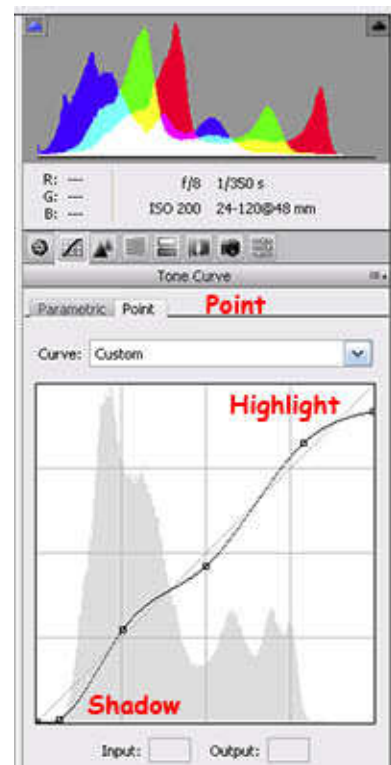 R: ---
G: ---
B: ---
f/8 1/350 s
ISO 200 24-120@48 mm
Tone Curve
Parametric Point Point
Curve: Custom
Highlight
Shadow
Input: Output: